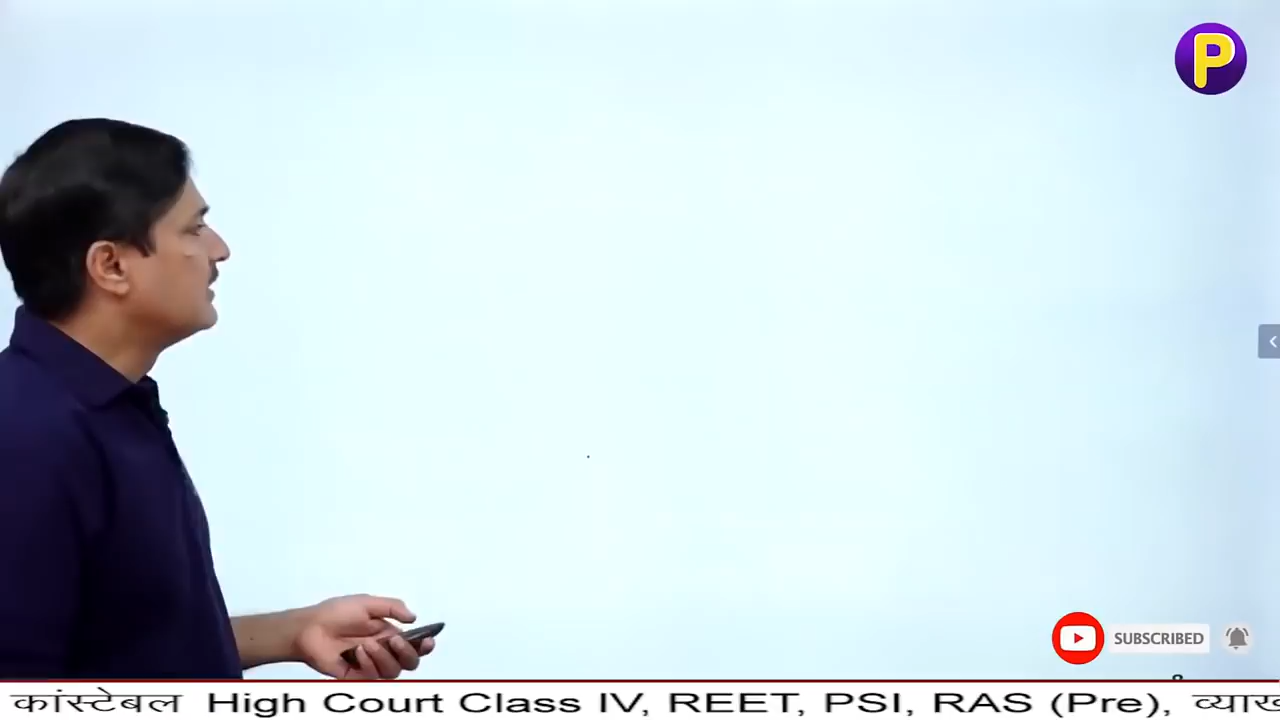 P
SUBSCRIBED
कांस्टेबल High Court Class IV, REET, PSI, RAS (Pre),